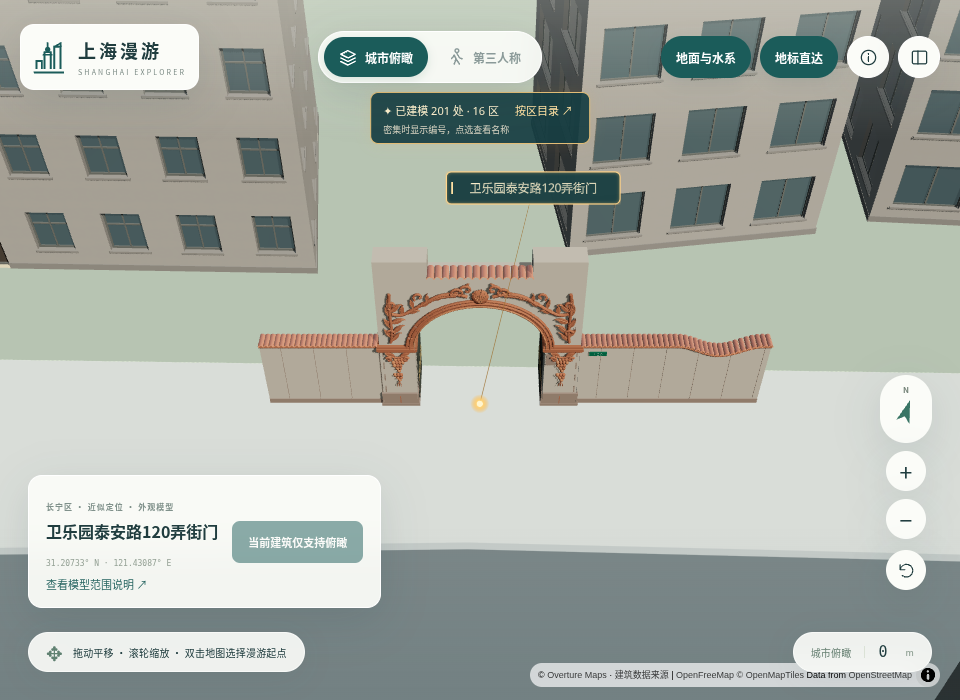 上海漫游
SHANGHAI EXPLORER
城市俯瞰
第三人称
地面与水系
地标直达
✦ 已建模 201 处 · 16 区 按区目录 ↗
密集时显示编号，点选查看名称
卫乐园泰安路120弄街门
N
+
−
长宁区 · 近似定位 · 外观模型
卫乐园泰安路120弄街门
当前建筑仅支持俯瞰
31.20733° N · 121.43087° E
查看模型范围说明 ↗
拖动平移 · 滚轮缩放 · 双击地图选择漫游起点
城市俯瞰 0 m
© Overture Maps · 建筑数据来源 | OpenFreeMap © OpenMapTiles Data from OpenStreetMap